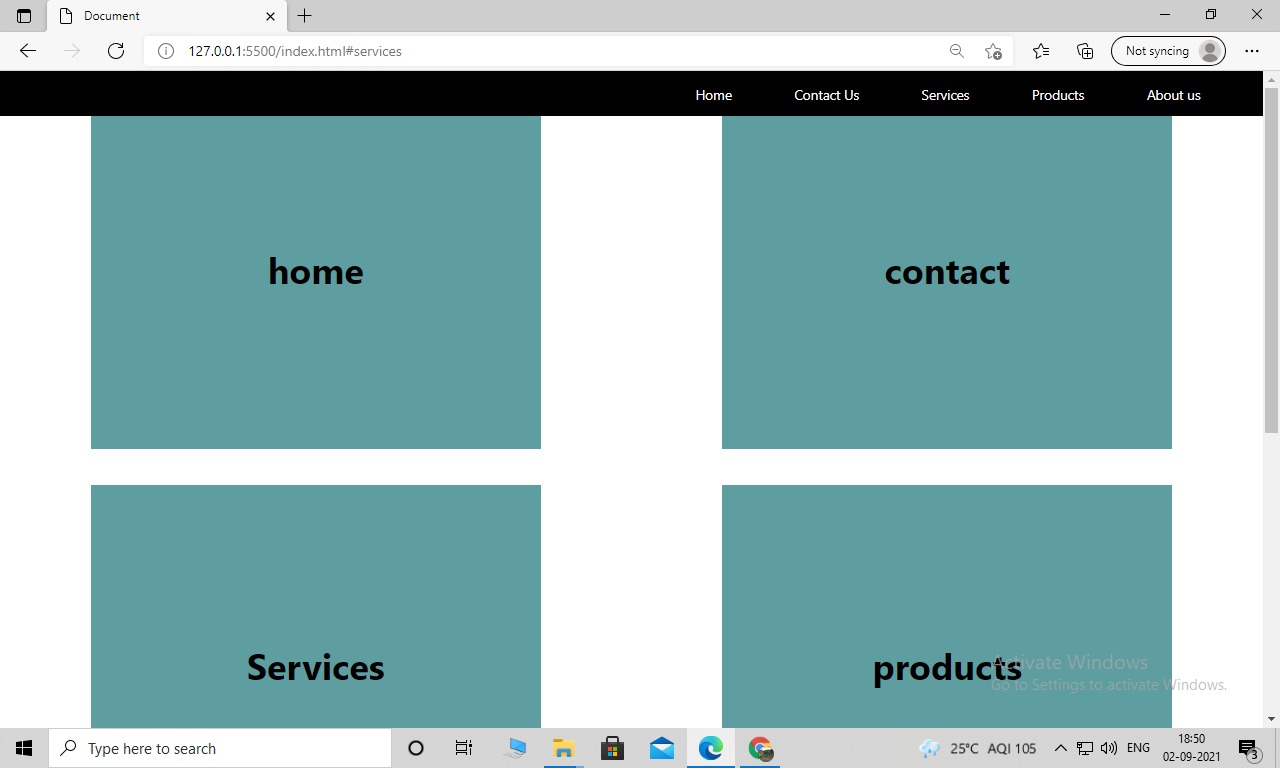 Document
127.0.0.1:5500/index.html#services
Not syncing
Home Contact Us Services Products About us
home contact
Services products
Activate Windows
Go to Settings to activate Windows.
Type here to search
25°C AQI 105
ENG
18:50
02-09-2021
3